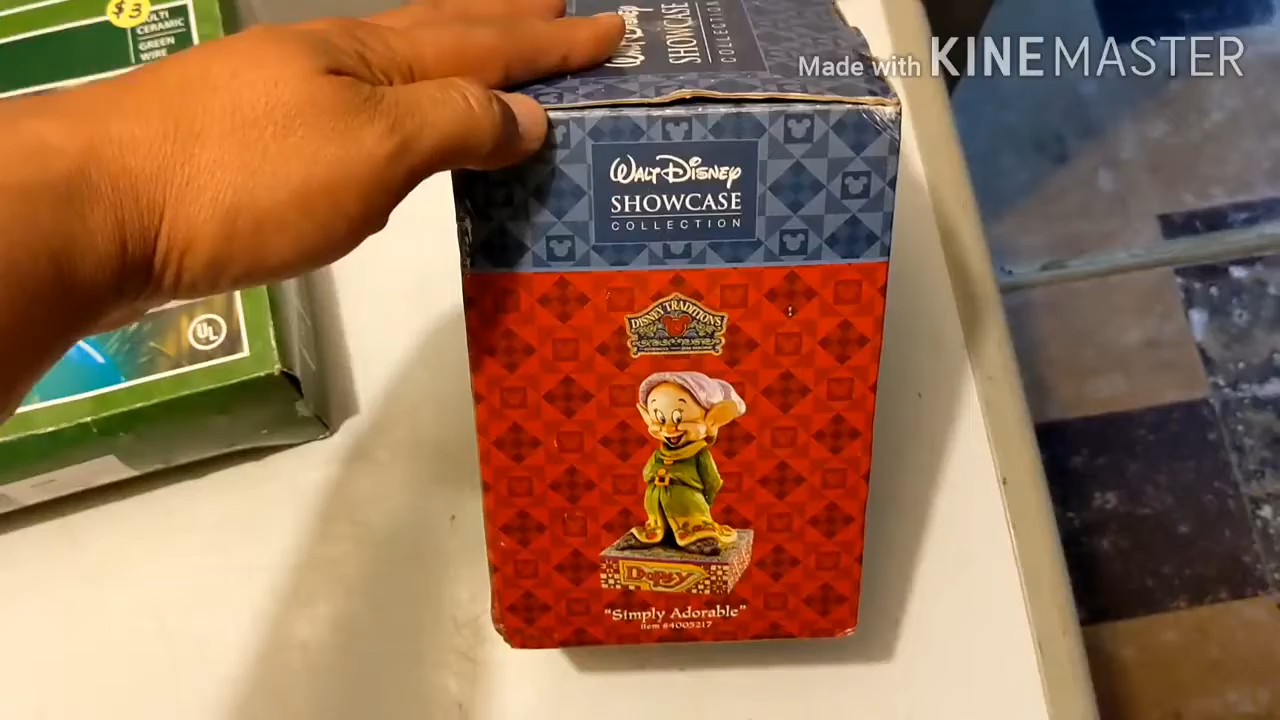 $3
MULTI
CERAMIC
GREEN
WIRE
WALT DISNEY
SHOWCASE
COLLECTION
Made with KINEMASTER
WALT DISNEY
SHOWCASE
COLLECTION
DISNEY TRADITIONS
UL
Dopey
"Simply Adorable"
item #4005217